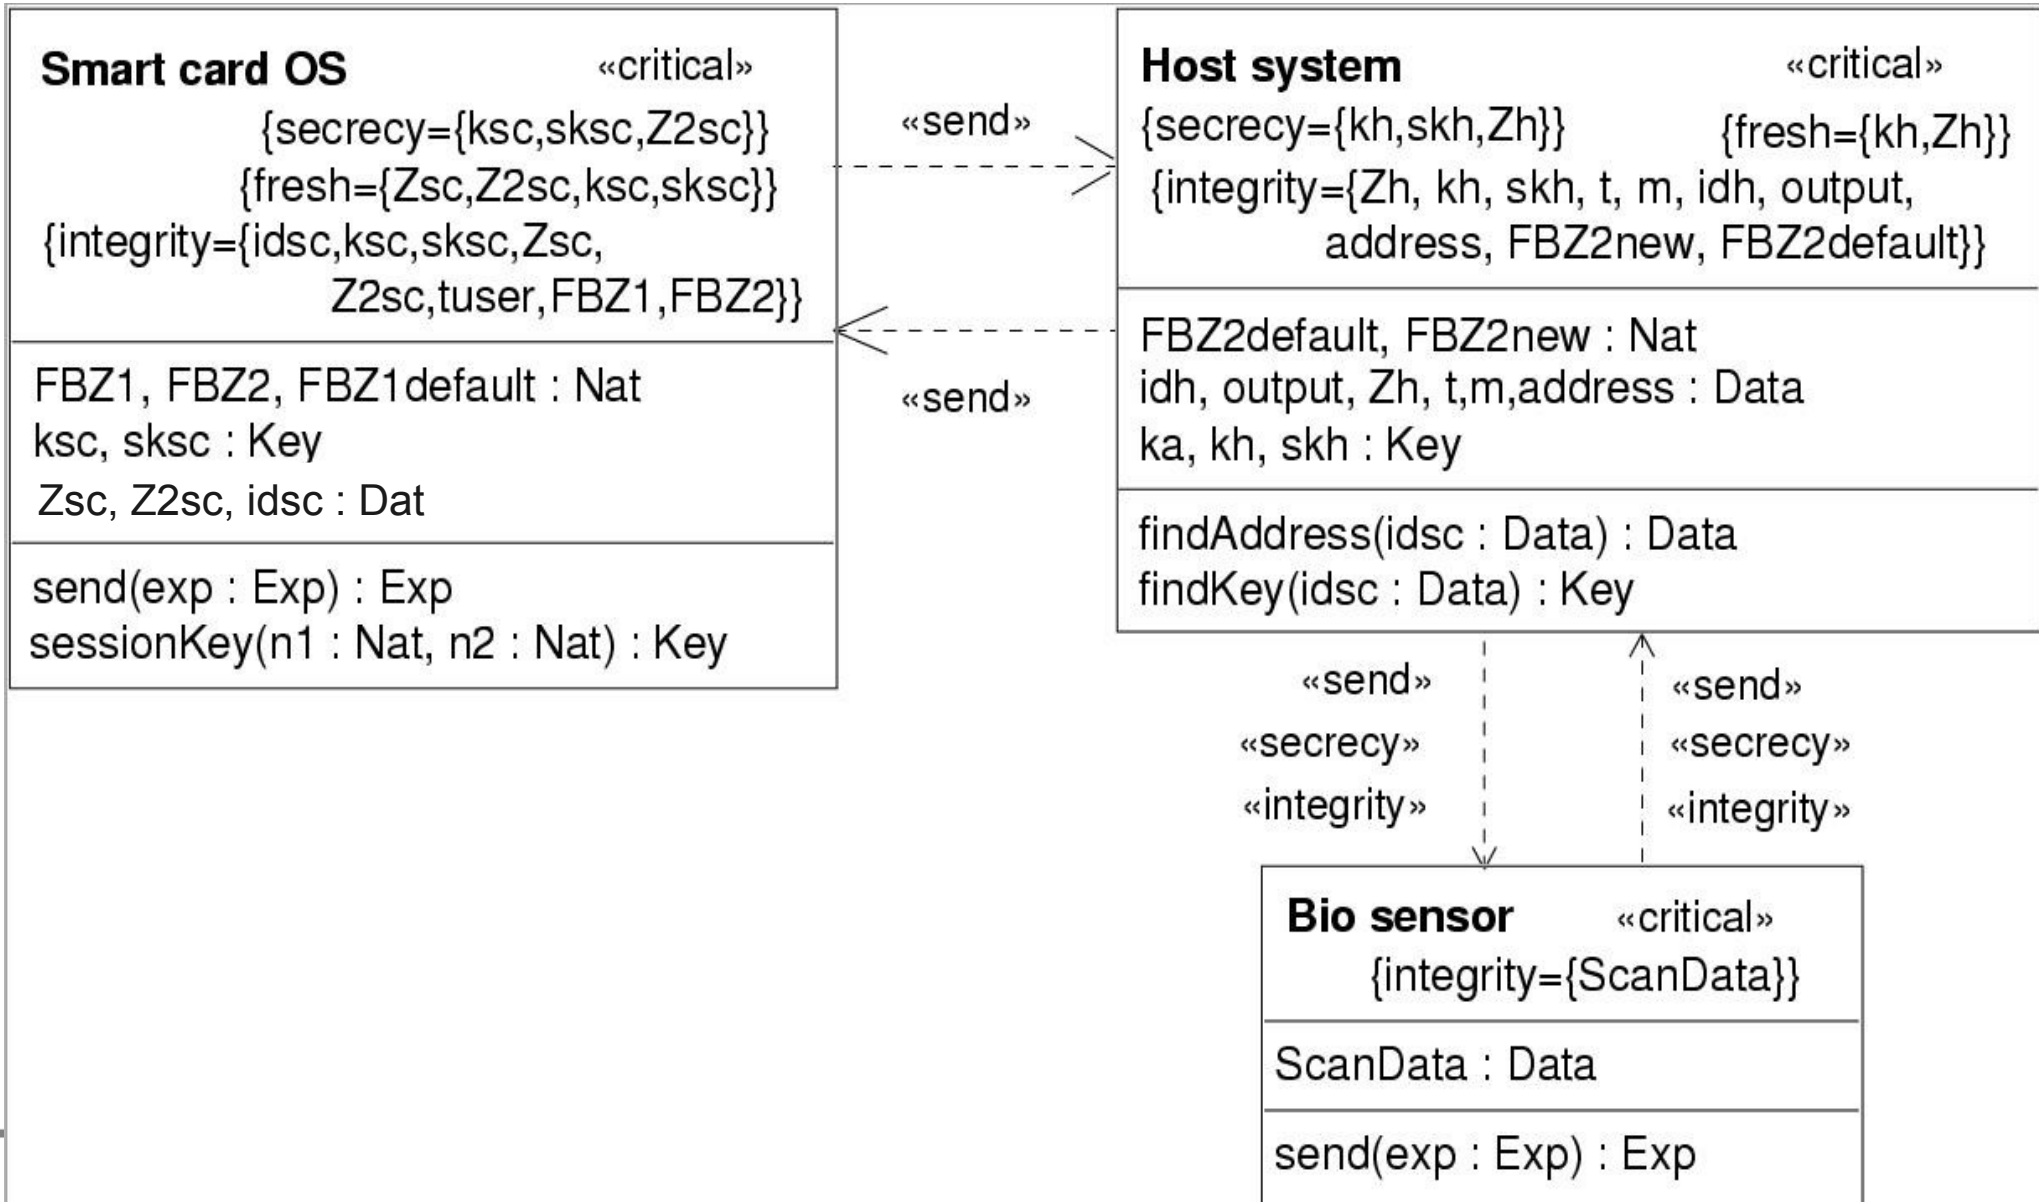 Smart card OS «critical»
{secrecy={ksc,sksc,Z2sc}}
{fresh={Zsc,Z2sc,ksc,sksc}}
{integrity={idsc,ksc,sksc,Zsc,
Z2sc,tuser,FBZ1,FBZ2}}
FBZ1, FBZ2, FBZ1default : Nat
ksc, sksc : Key
Zsc, Z2sc, idsc : Dat
send(exp : Exp) : Exp
sessionKey(n1 : Nat, n2 : Nat) : Key
«send»
«send»
Host system «critical»
{secrecy={kh,skh,Zh}} {fresh={kh,Zh}}
{integrity={Zh, kh, skh, t, m, idh, output,
address, FBZ2new, FBZ2default}}
FBZ2default, FBZ2new : Nat
idh, output, Zh, t,m,address : Data
ka, kh, skh : Key
findAddress(idsc : Data) : Data
findKey(idsc : Data) : Key
«send»
«secrecy»
«integrity»
«send»
«secrecy»
«integrity»
Bio sensor «critical»
{integrity={ScanData}}
ScanData : Data
send(exp : Exp) : Exp